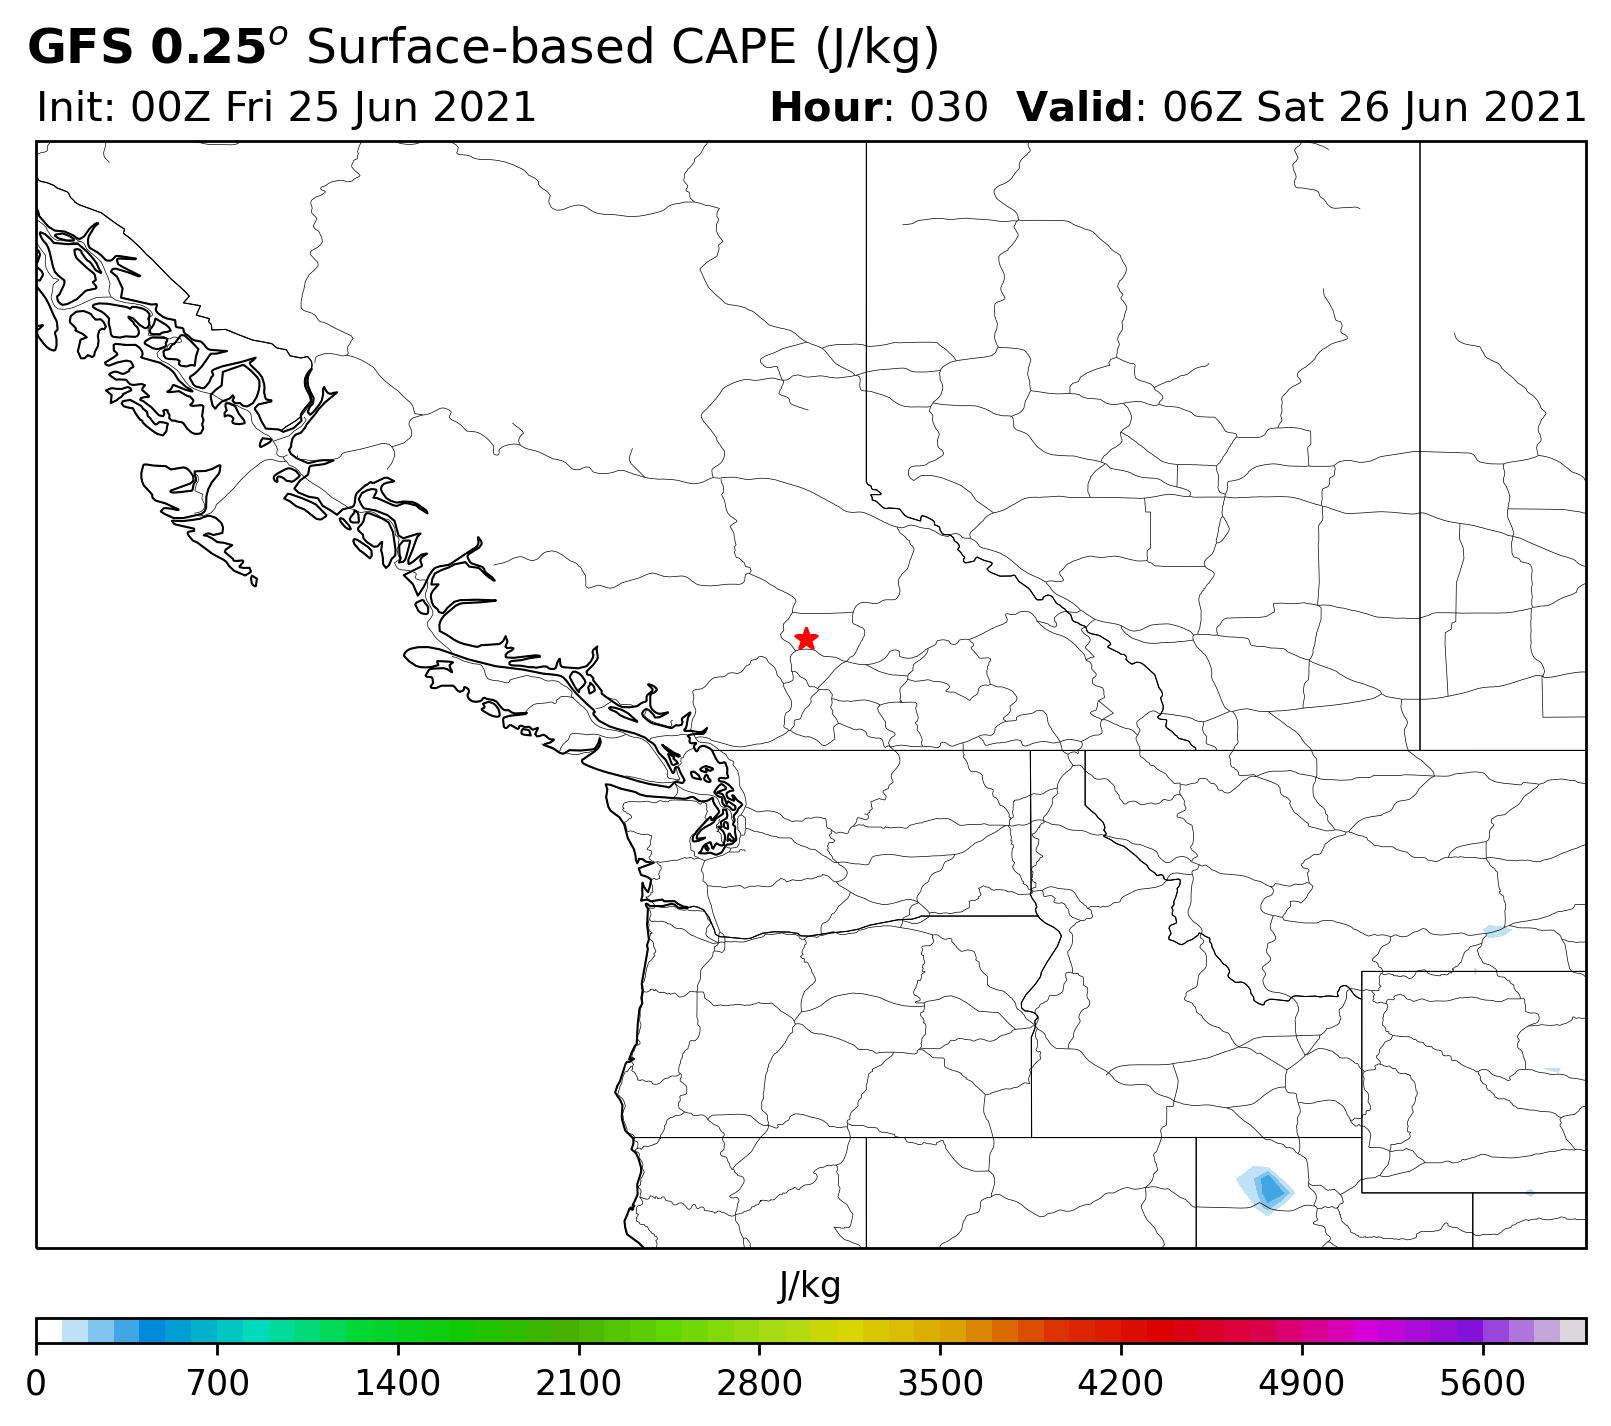 GFS 0.25° Surface-based CAPE (J/kg)
Init: 00Z Fri 25 Jun 2021 Hour: 030 Valid: 06Z Sat 26 Jun 2021
J/kg
0 700 1400 2100 2800 3500 4200 4900 5600